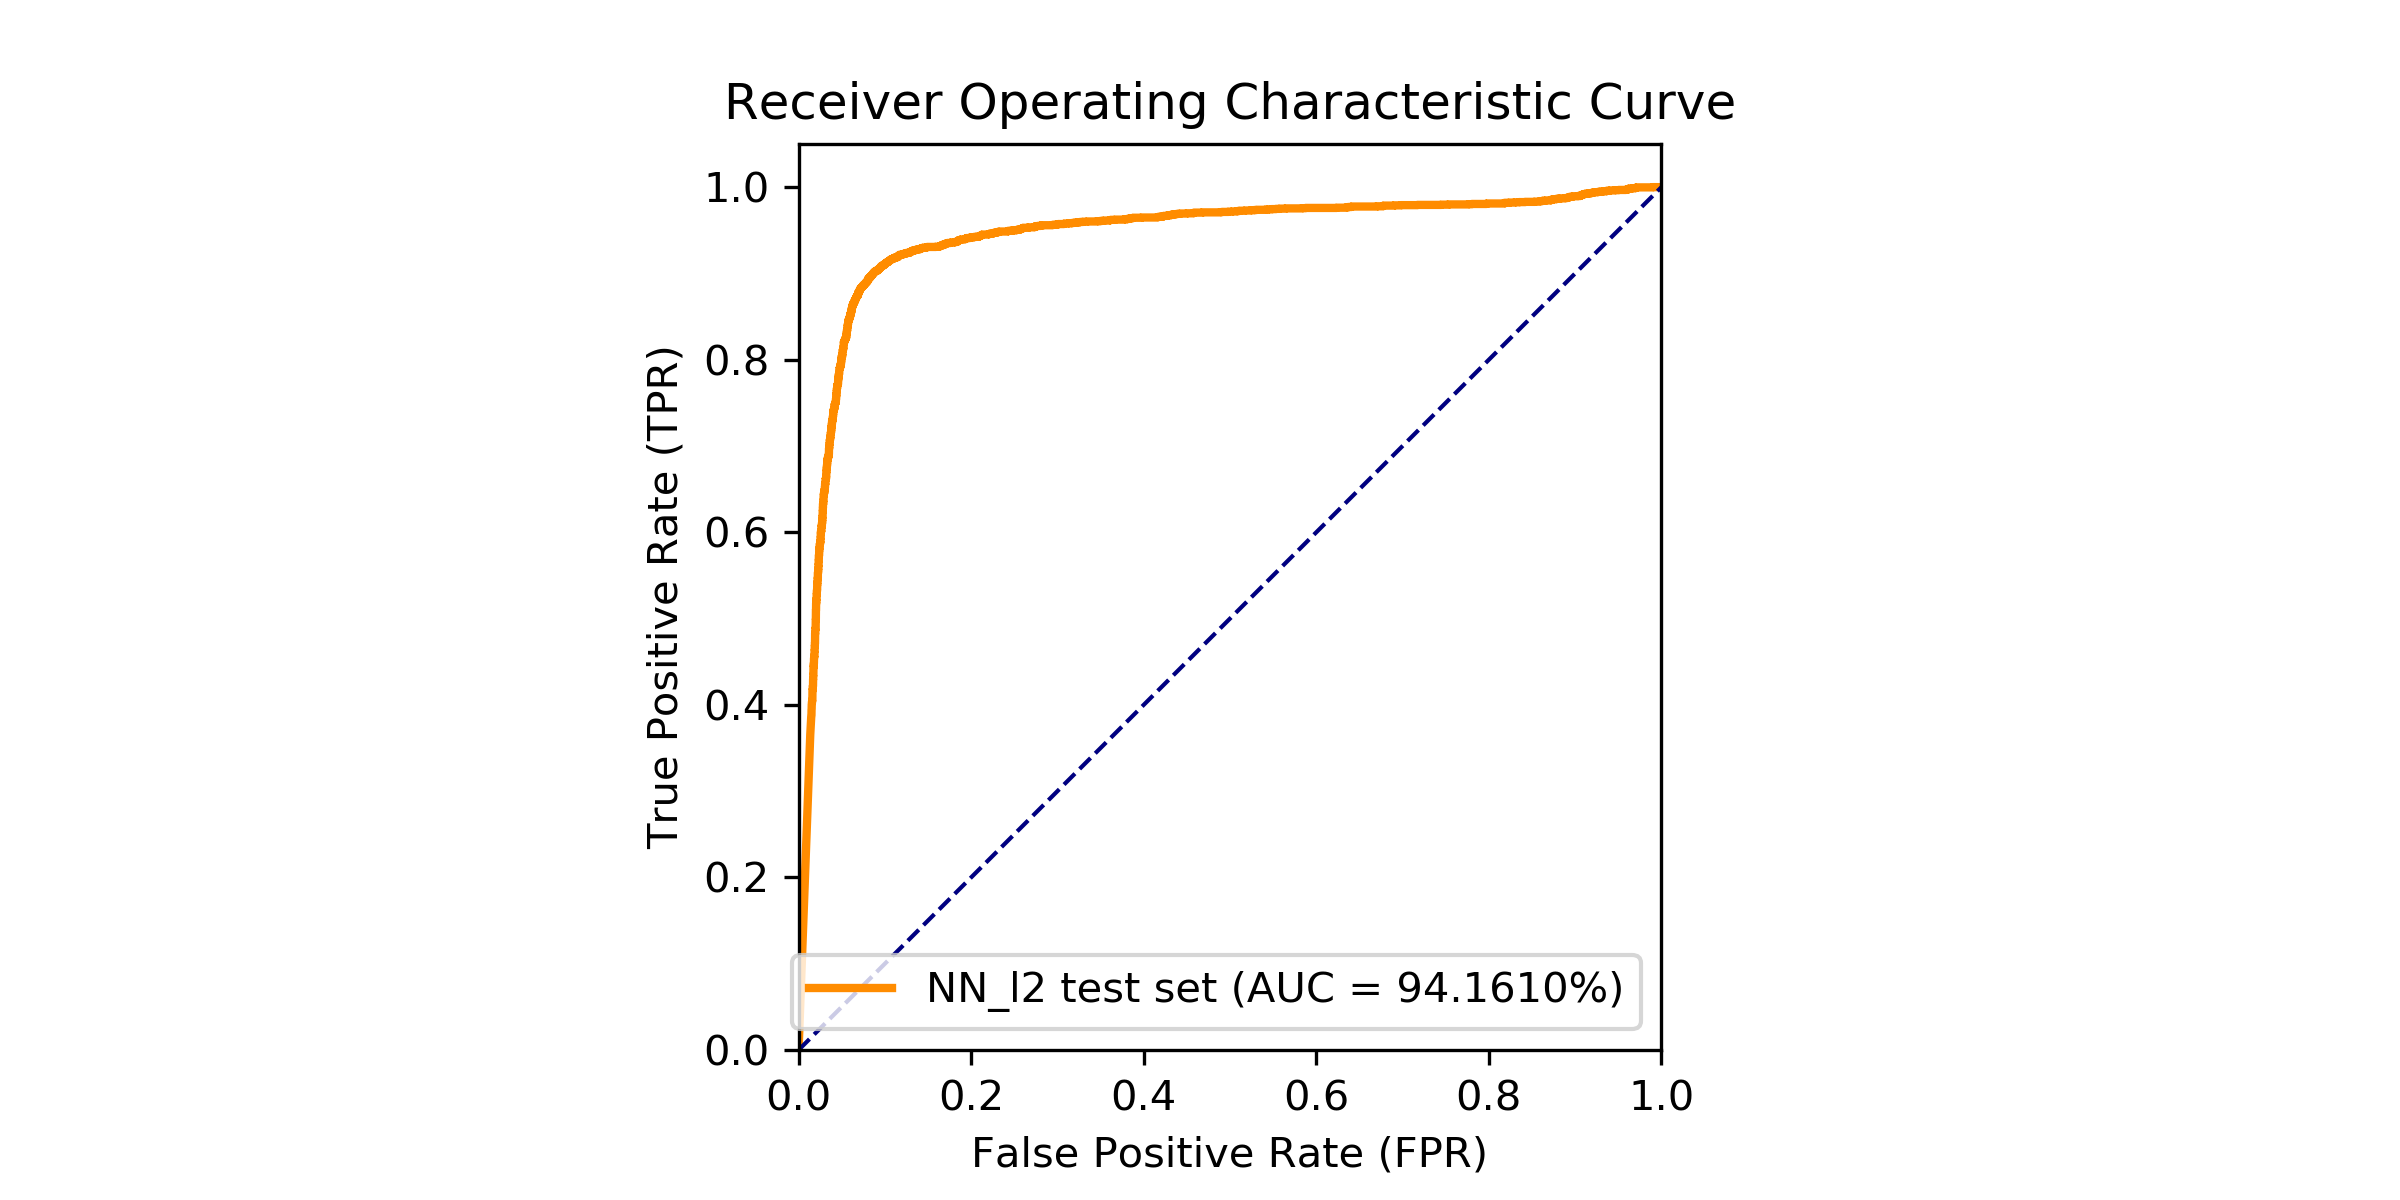 Receiver Operating Characteristic Curve
True Positive Rate (TPR)
1.0
0.8
0.6
0.4
0.2
0.0
NN_l2 test set (AUC = 94.1610%)
0.0 0.2 0.4 0.6 0.8 1.0
False Positive Rate (FPR)